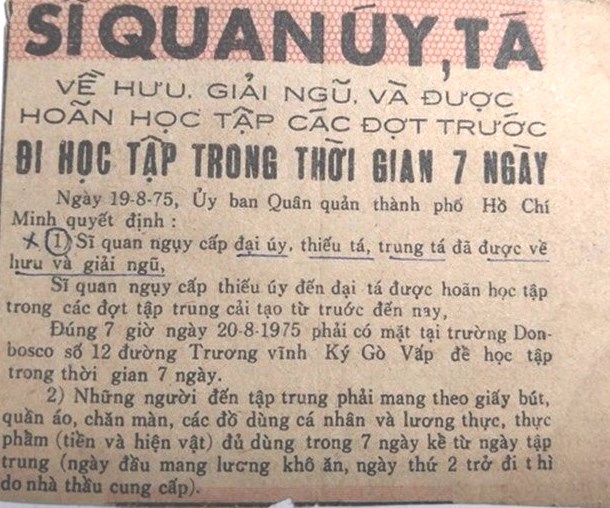 SĨ QUAN ÚY, TÁ
VỀ HƯU, GIẢI NGŨ, VÀ ĐƯỢC
HOÃN HỌC TẬP CÁC ĐỢT TRƯỚC
ĐI HỌC TẬP TRONG THỜI GIAN 7 NGÀY
Ngày 19-8-75, Ủy ban Quân quản thành phố Hồ Chí
Minh quyết định :
x 1) Sĩ quan ngụy cấp đại úy, thiếu tá, trung tá đã được về
hưu và giải ngũ,
Sĩ quan ngụy cấp thiếu úy đến đại tá được hoãn học tập
trong các đợt tập trung cải tạo từ trước đến nay,
Đúng 7 giờ ngày 20-8-1975 phải có mặt tại trường Don-
bosco số 12 đường Trương vĩnh Ký Gò Vấp để học tập
trong thời gian 7 ngày.
2) Những người đến tập trung phải mang theo giấy bút,
quần áo, chăn màn, các đồ dùng cá nhân và lương thực, thực
phẩm (tiền và hiện vật) đủ dùng trong 7 ngày kể từ ngày tập
trung (ngày đầu mang lương khô ăn, ngày thứ 2 trở đi thì
do nhà thầu cung cấp).